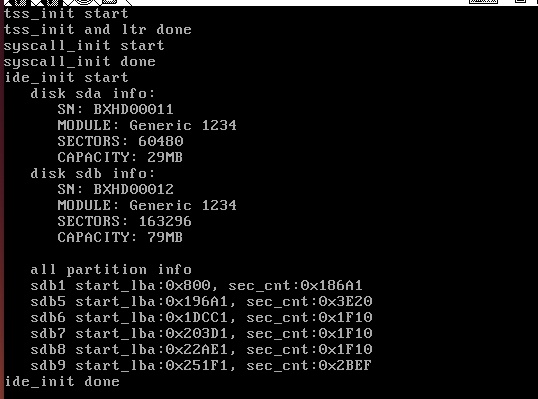 tss_init start
tss_init and ltr done
syscall_init start
syscall_init done
ide_init start
disk sda info:
SN: BXHD00011
MODULE: Generic 1234
SECTORS: 60480
CAPACITY: 29MB
disk sdb info:
SN: BXHD00012
MODULE: Generic 1234
SECTORS: 163296
CAPACITY: 79MB
all partition info
sdb1 start_lba:0x800, sec_cnt:0x186A1
sdb5 start_lba:0x196A1, sec_cnt:0x3E20
sdb6 start_lba:0x1DCC1, sec_cnt:0x1F10
sdb7 start_lba:0x203D1, sec_cnt:0x1F10
sdb8 start_lba:0x22AE1, sec_cnt:0x1F10
sdb9 start_lba:0x251F1, sec_cnt:0x2BEF
ide_init done